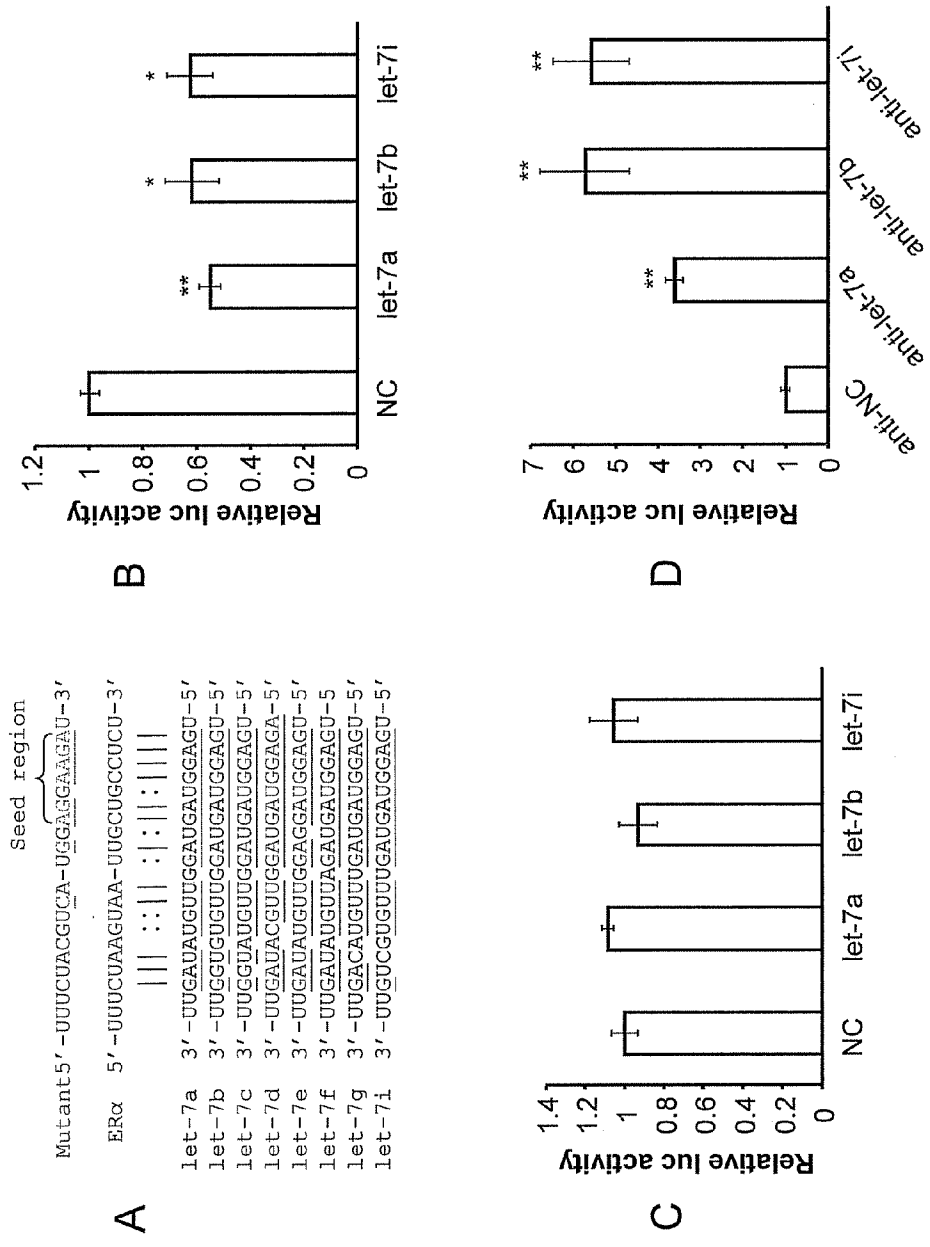 A
Seed region
Mutant5′-UUUCUACGUCA-UGGAGGAAGAU-3′
ERα 5′-UUUCUAAGUAA-UUGCUGCCUCU-3′
let-7a 3′-UUGAUAUGUUGGAUGAUGGAGU-5′
let-7b 3′-UUGGUGUGUUGGAUGAUGGAGU-5′
let-7c 3′-UUGGUAUGUUGGAUGAUGGAGU-5′
let-7d 3′-UUGAUACGUUGGAUGAUGGAGA-5′
let-7e 3′-UUGAUAUGUUGGAGGAUGGAGU-5′
let-7f 3′-UUGAUAUGUUAGAUGAUGGAGU-5
let-7g 3′-UUGACAUGUUUGAUGAUGGAGU-5′
let-7i 3′-UUGUCGUGUUUGAUGAUGGAGU-5′
B
Relative luc activity
1.2
1
0.8
0.6
0.4
0.2
0
** * *
NC let-7a let-7b let-7i
C
Relative luc activity
1.4
1.2
1
0.8
0.6
0.4
0.2
0
NC let-7a let-7b let-7i
D
Relative luc activity
7
6
5
4
3
2
1
0
** ** **
anti-NC anti-let-7a anti-let-7b anti-let-7i